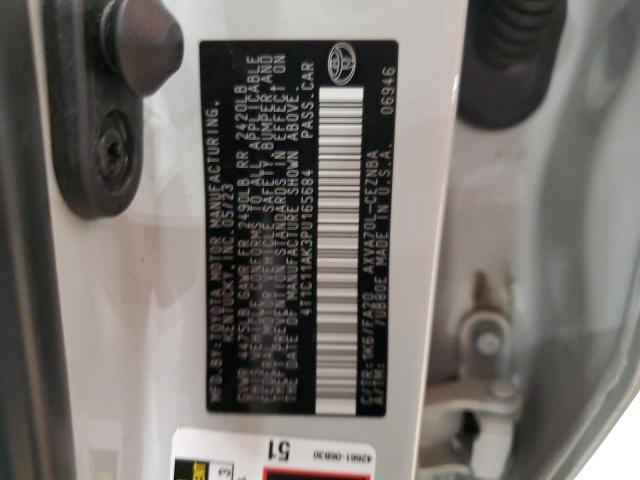 MFD.BY:TOYOTA MOTOR MANUFACTURING,
KENTUCKY, INC.05/23
GVWR 4475LB GAWR FR 2490LB RR 2420LB
THIS VEHICLE CONFORMS TO ALL APPLICABLE
FEDERAL MOTOR VEHICLE SAFETY BUMPER,AND
THEFT PREVENTION STANDARDS IN EFFECT ON
THE DATE OF MANUFACTURE SHOWN ABOVE.
4T1C11AK3PU165684 PASS.CAR
C/TR:1K6/FA20 AXVA70L-CEZNBA
A/TM: /UB80E MADE IN U.S.A. 06946
42661-06830
51